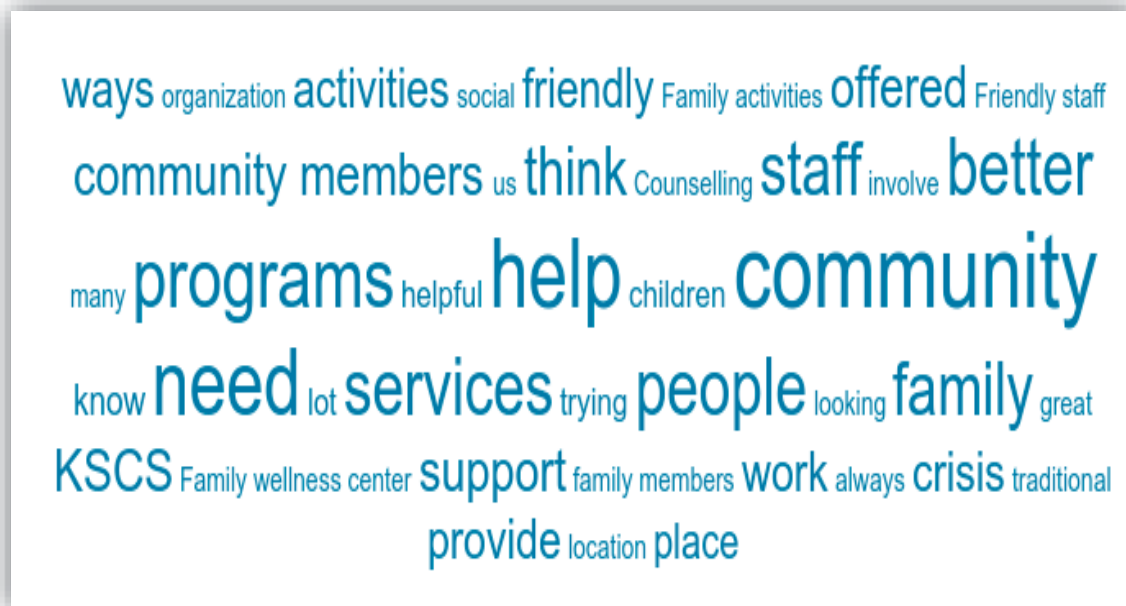 ways organization activities social friendly Family activities offered Friendly staff
community members us think Counselling staff involve better
many programs helpful help children community
know need lot services trying people looking family great
KSCS Family wellness center support family members work always crisis traditional
provide location place